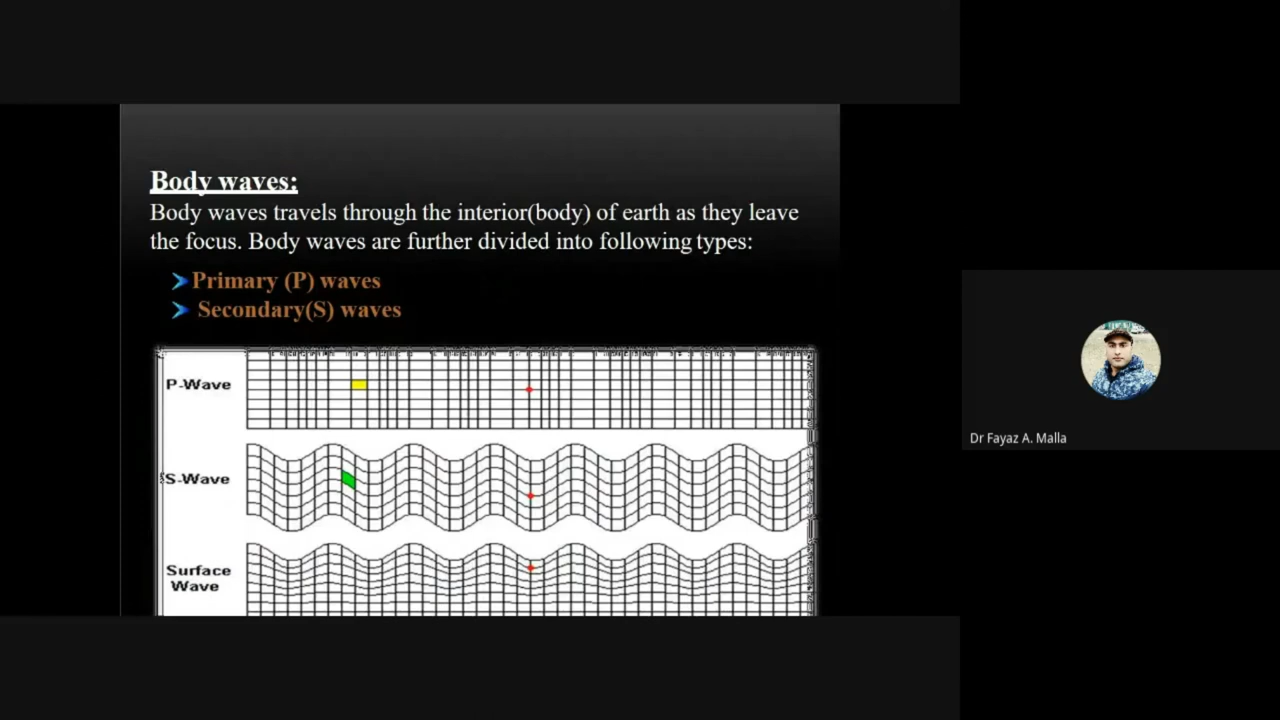 Body waves:
Body waves travels through the interior(body) of earth as they leave
the focus. Body waves are further divided into following types:
Primary (P) waves
Secondary(S) waves
P-Wave
S-Wave
Surface
Wave
Dr Fayaz A. Malla